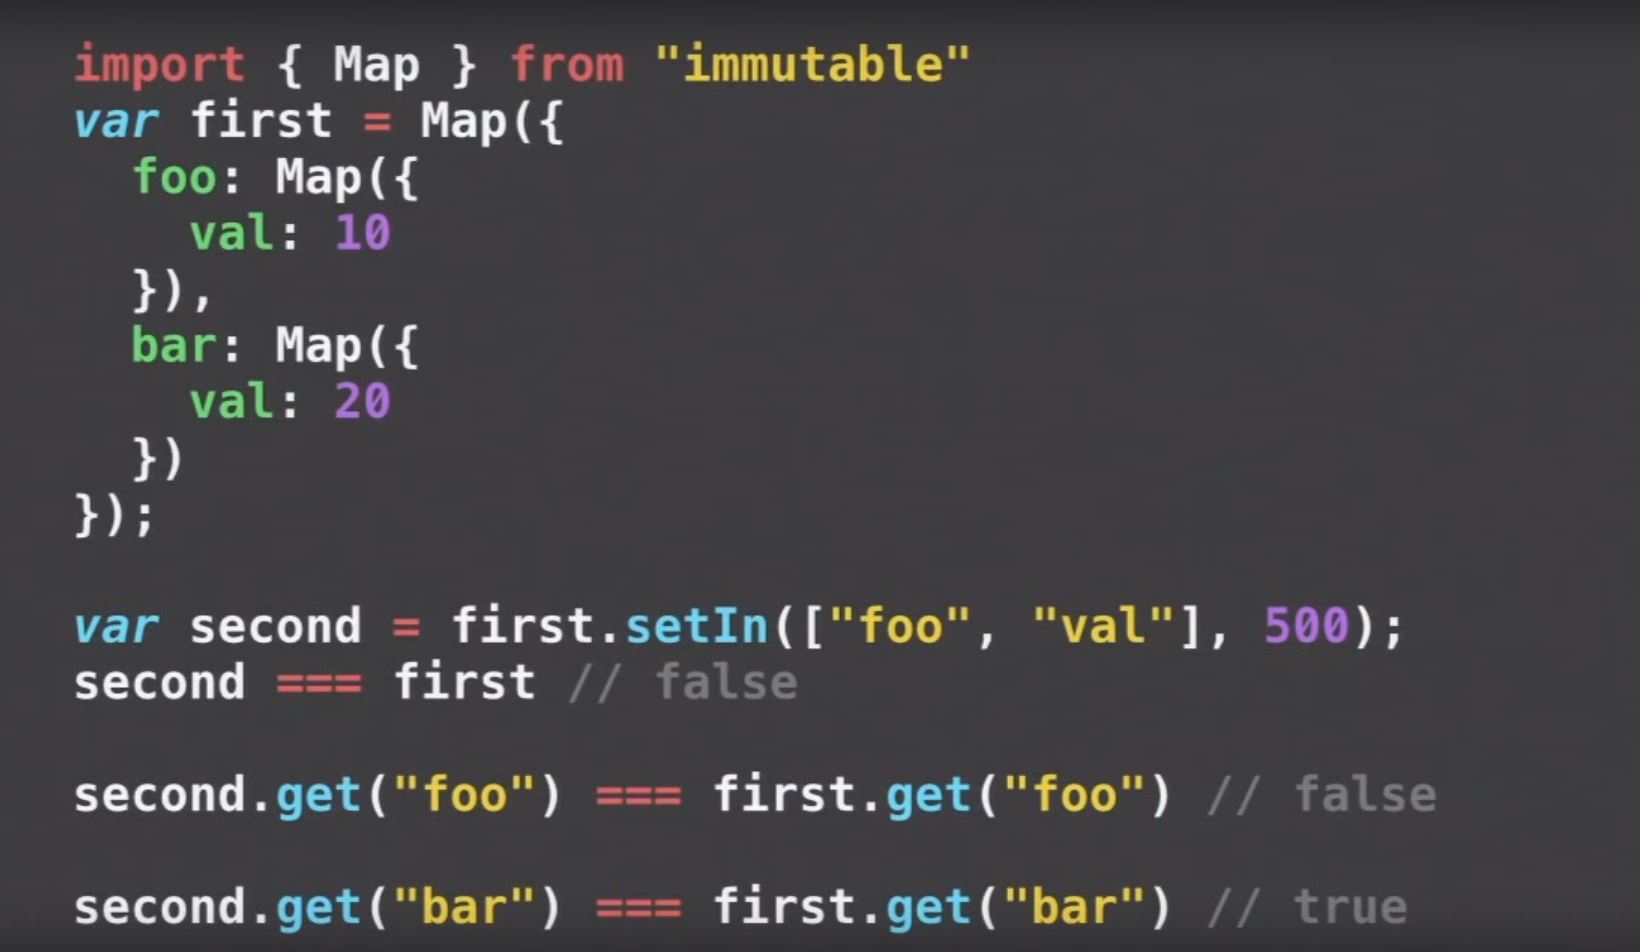 import { Map } from "immutable"
var first = Map({
  foo: Map({
    val: 10
  }),
  bar: Map({
    val: 20
  })
});

var second = first.setIn(["foo", "val"], 500);
second === first // false

second.get("foo") === first.get("foo") // false

second.get("bar") === first.get("bar") // true